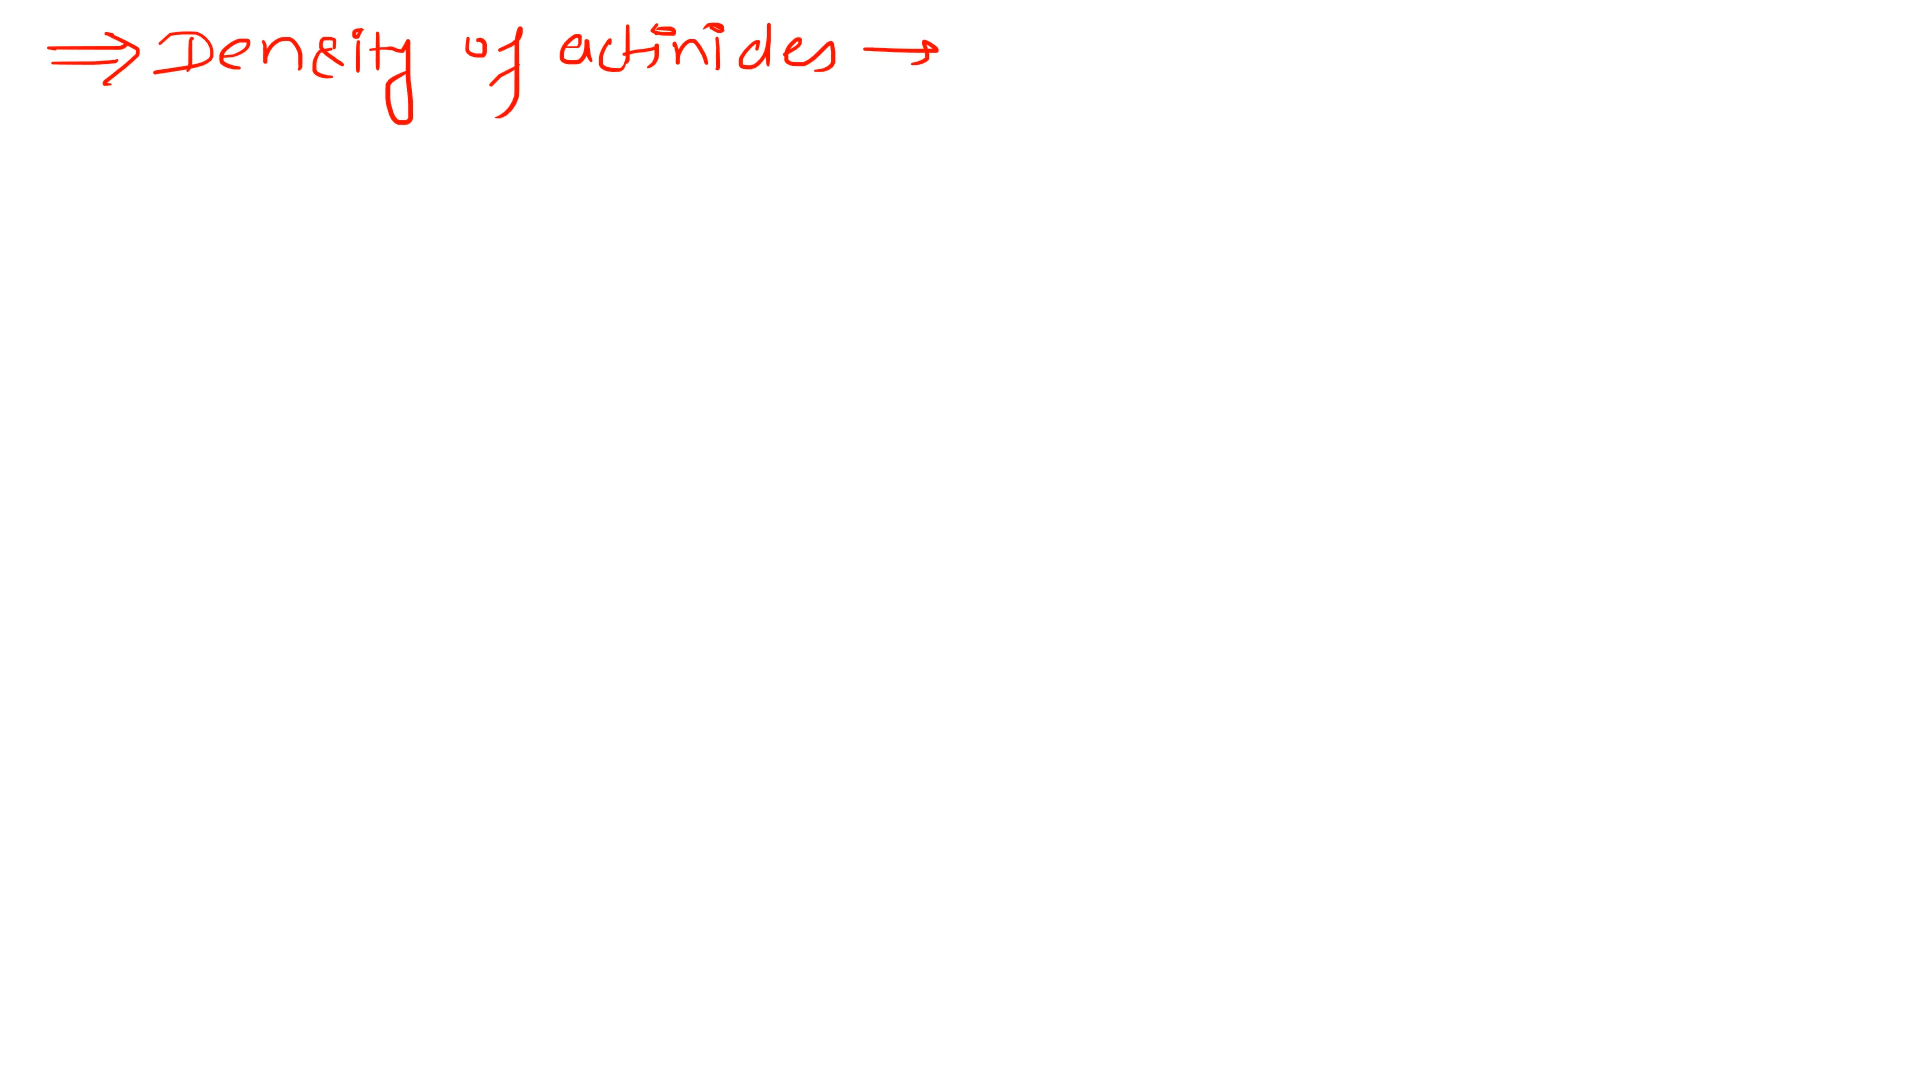 ⇒ Density of actinides →